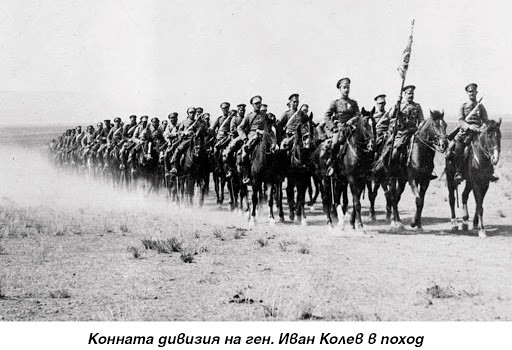 Конната дивизия на ген. Иван Колев в поход